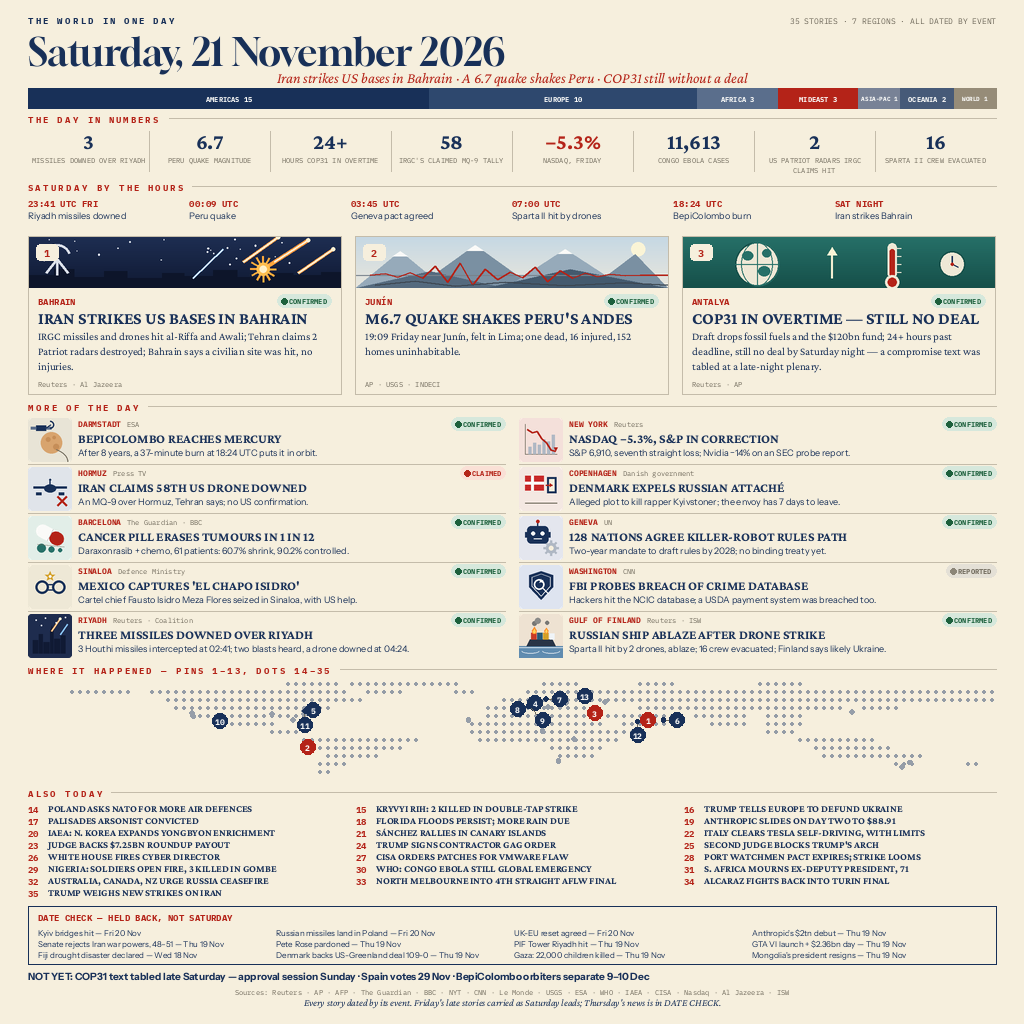 THE WORLD IN ONE DAY
35 STORIES · 7 REGIONS · ALL DATED BY EVENT
Saturday, 21 November 2026
Iran strikes US bases in Bahrain · A 6.7 quake shakes Peru · COP31 still without a deal
AMERICAS 15
EUROPE 10
AFRICA 3
MIDEAST 3
ASIA-PAC 1
OCEANIA 2
WORLD 1
THE DAY IN NUMBERS
3
MISSILES DOWNED OVER RIYADH
6.7
PERU QUAKE MAGNITUDE
24+
HOURS COP31 IN OVERTIME
58
IRGC'S CLAIMED MQ-9 TALLY
−5.3%
NASDAQ, FRIDAY
11,613
CONGO EBOLA CASES
2
US PATRIOT RADARS IRGC
CLAIMS HIT
16
SPARTA II CREW EVACUATED
SATURDAY BY THE HOURS
23:41 UTC FRI
Riyadh missiles downed
00:09 UTC
Peru quake
03:45 UTC
Geneva pact agreed
07:00 UTC
Sparta II hit by drones
18:24 UTC
BepiColombo burn
SAT NIGHT
Iran strikes Bahrain
1
BAHRAIN
CONFIRMED
IRAN STRIKES US BASES IN BAHRAIN
IRGC missiles and drones hit al-Riffa and Awali; Tehran claims 2
Patriot radars destroyed; Bahrain says a civilian site was hit, no
injuries.
Reuters · Al Jazeera
2
JUNÍN
CONFIRMED
M6.7 QUAKE SHAKES PERU'S ANDES
19:09 Friday near Junín, felt in Lima; one dead, 16 injured, 152
homes uninhabitable.
AP · USGS · INDECI
3
ANTALYA
CONFIRMED
COP31 IN OVERTIME — STILL NO DEAL
Draft drops fossil fuels and the $120bn fund; 24+ hours past
deadline, still no deal by Saturday night — a compromise text was
tabled at a late-night plenary.
Reuters · AP
MORE OF THE DAY
DARMSTADT ESA
CONFIRMED
BEPICOLOMBO REACHES MERCURY
After 8 years, a 37-minute burn at 18:24 UTC puts it in orbit.
NEW YORK Reuters
CONFIRMED
NASDAQ −5.3%, S&P IN CORRECTION
S&P 6,910, seventh straight loss; Nvidia −14% on an SEC probe report.
HORMUZ Press TV
CLAIMED
IRAN CLAIMS 58TH US DRONE DOWNED
An MQ-9 over Hormuz, Tehran says; no US confirmation.
COPENHAGEN Danish government
CONFIRMED
DENMARK EXPELS RUSSIAN ATTACHÉ
Alleged plot to kill rapper Kyivstoner; the envoy has 7 days to leave.
BARCELONA The Guardian · BBC
CONFIRMED
CANCER PILL ERASES TUMOURS IN 1 IN 12
Daraxonrasib + chemo, 61 patients: 60.7% shrink, 90.2% controlled.
GENEVA UN
CONFIRMED
128 NATIONS AGREE KILLER-ROBOT RULES PATH
Two-year mandate to draft rules by 2028; no binding treaty yet.
SINALOA Defence Ministry
CONFIRMED
MEXICO CAPTURES 'EL CHAPO ISIDRO'
Cartel chief Fausto Isidro Meza Flores seized in Sinaloa, with US help.
WASHINGTON CNN
REPORTED
FBI PROBES BREACH OF CRIME DATABASE
Hackers hit the NCIC database; a USDA payment system was breached too.
RIYADH Reuters · Coalition
CONFIRMED
THREE MISSILES DOWNED OVER RIYADH
3 Houthi missiles intercepted at 02:41; two blasts heard, a drone downed at 04:24.
GULF OF FINLAND Reuters · ISW
CONFIRMED
RUSSIAN SHIP ABLAZE AFTER DRONE STRIKE
Sparta II hit by 2 drones, ablaze; 16 crew evacuated; Finland says likely Ukraine.
WHERE IT HAPPENED — PINS 1–13, DOTS 14–35
10
5
11
2
8
4
7
13
9
3
12
1
6
ALSO TODAY
14 POLAND ASKS NATO FOR MORE AIR DEFENCES
15 KRYVYI RIH: 2 KILLED IN DOUBLE-TAP STRIKE
16 TRUMP TELLS EUROPE TO DEFEND UKRAINE
17 PALISADES ARSONIST CONVICTED
18 FLORIDA FLOODS PERSIST; MORE RAIN DUE
19 ANTHROPIC SLIDES ON DAY TWO TO $88.91
20 IAEA: N. KOREA EXPANDS YONGBYON ENRICHMENT
21 SÁNCHEZ RALLIES IN CANARY ISLANDS
22 ITALY CLEARS TESLA SELF-DRIVING, WITH LIMITS
23 JUDGE BACKS $7.25BN ROUNDUP PAYOUT
24 TRUMP SIGNS CONTRACTOR GAG ORDER
25 SECOND JUDGE BLOCKS TRUMP'S ARCH
26 WHITE HOUSE FIRES CYBER DIRECTOR
27 CISA ORDERS PATCHES FOR VMWARE FLAW
28 PORT WATCHMEN PACT EXPIRES; STRIKE LOOMS
29 NIGERIA: SOLDIERS OPEN FIRE, 3 KILLED IN GOMBE
30 WHO: CONGO EBOLA STILL GLOBAL EMERGENCY
31 S. AFRICA MOURNS EX-DEPUTY PRESIDENT, 71
32 AUSTRALIA, CANADA, NZ URGE RUSSIA CEASEFIRE
33 NORTH MELBOURNE INTO 4TH STRAIGHT AFLW FINAL
34 ALCARAZ FIGHTS BACK INTO TURIN FINAL
35 TRUMP WEIGHS NEW STRIKES ON IRAN
DATE CHECK — HELD BACK, NOT SATURDAY
Kyiv bridges hit — Fri 20 Nov
Russian missiles land in Poland — Fri 20 Nov
UK-EU reset agreed — Fri 20 Nov
Anthropic's $2tn debut — Thu 19 Nov
Senate rejects Iran war powers, 48–51 — Thu 19 Nov
Pete Rose pardoned — Thu 19 Nov
PIF Tower Riyadh hit — Thu 19 Nov
GTA VI launch + $2.36bn day — Thu 19 Nov
Fiji drought disaster declared — Wed 18 Nov
Denmark backs US-Greenland deal 109–0 — Thu 19 Nov
Gaza: 22,000 children killed — Thu 19 Nov
Mongolia's president resigns — Thu 19 Nov
NOT YET: COP31 text tabled late Saturday — approval session Sunday · Spain votes 29 Nov · BepiColombo orbiters separate 9–10 Dec
Sources: Reuters · AP · AFP · The Guardian · BBC · NYT · CNN · Le Monde · USGS · ESA · WHO · IAEA · CISA · Nasdaq · Al Jazeera · ISW
Every story dated by its event. Friday's late stories carried as Saturday leads; Thursday's news is in DATE CHECK.